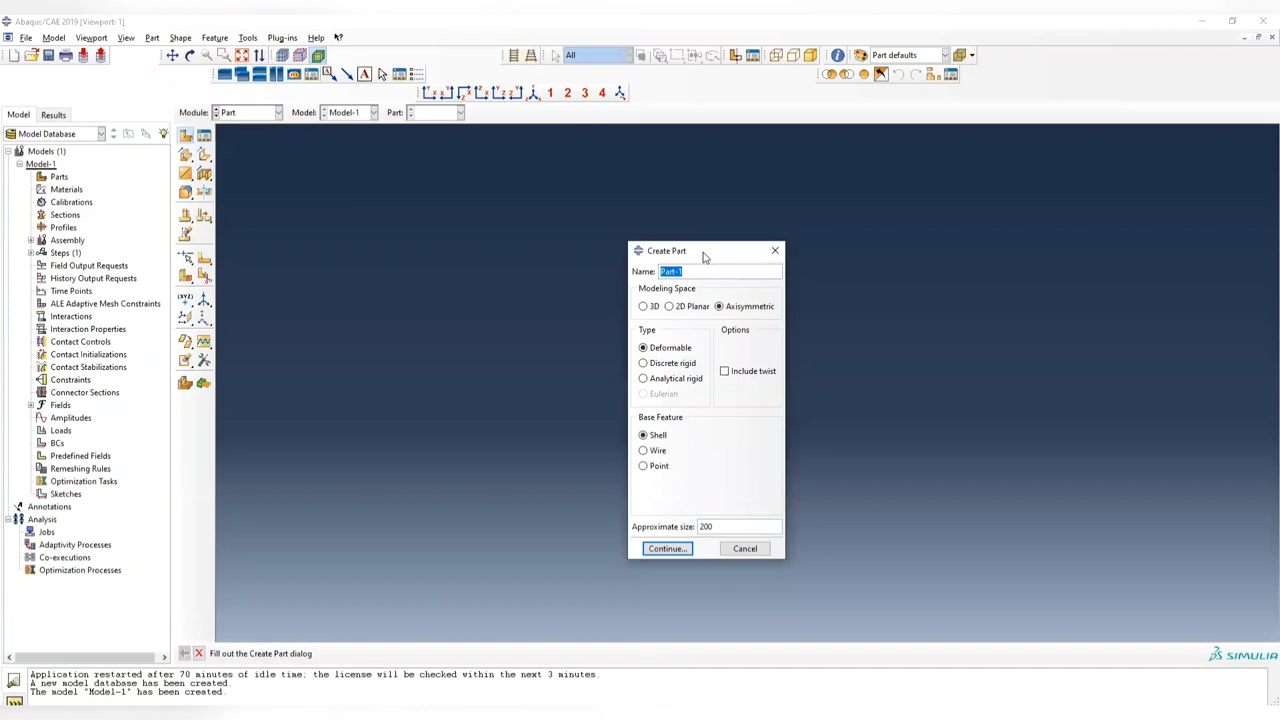 Abaqus/CAE 2019 [Viewport: 1]
File Model Viewport View Part Shape Feature Tools Plug-ins Help
All
Part defaults
1 2 3 4
Model Results
Module: Part Model: Model-1 Part:
Model Database
Models (1)
Model-1
Parts
Materials
Calibrations
Sections
Profiles
Assembly
Steps (1)
Field Output Requests
History Output Requests
Time Points
ALE Adaptive Mesh Constraints
Interactions
Interaction Properties
Contact Controls
Contact Initializations
Contact Stabilizations
Constraints
Connector Sections
Fields
Amplitudes
Loads
BCs
Predefined Fields
Remeshing Rules
Optimization Tasks
Sketches
Annotations
Analysis
Jobs
Adaptivity Processes
Co-executions
Optimization Processes
Create Part
Name: Part-1
Modeling Space
3D 2D Planar Axisymmetric
Type
Deformable
Discrete rigid
Analytical rigid
Eulerian
Options
Include twist
Base Feature
Shell
Wire
Point
Approximate size: 200
Continue... Cancel
Fill out the Create Part dialog
SIMULIA
Application restarted after 70 minutes of idle time; the license will be checked within the next 3 minutes.
A new model database has been created.
The model "Model-1" has been created.